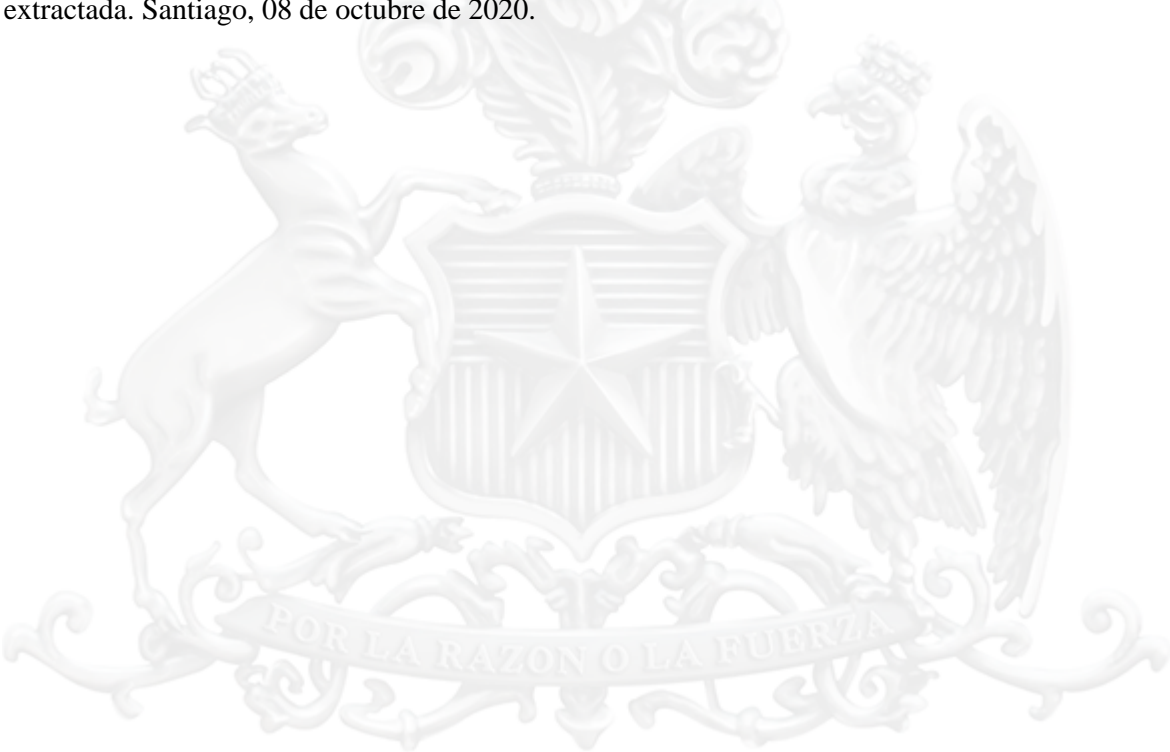 extractada. Santiago, 08 de octubre de 2020.
POR LA RAZON O LA FUERZA